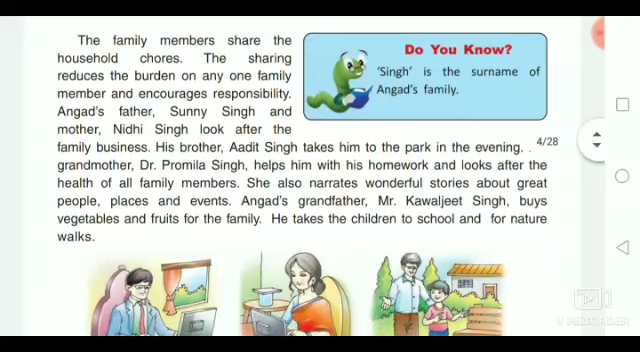 The family members share the
household chores. The sharing
reduces the burden on any one family
member and encourages responsibility.
Angad's father, Sunny Singh and
mother, Nidhi Singh look after the
family business. His brother, Aadit Singh takes him to the park in the evening.
grandmother, Dr. Promila Singh, helps him with his homework and looks after the
health of all family members. She also narrates wonderful stories about great
people, places and events. Angad's grandfather, Mr. Kawaljeet Singh, buys
vegetables and fruits for the family. He takes the children to school and for nature
walks.
Do You Know?
'Singh' is the surname of
Angad's family.
4/28
V RECORDER